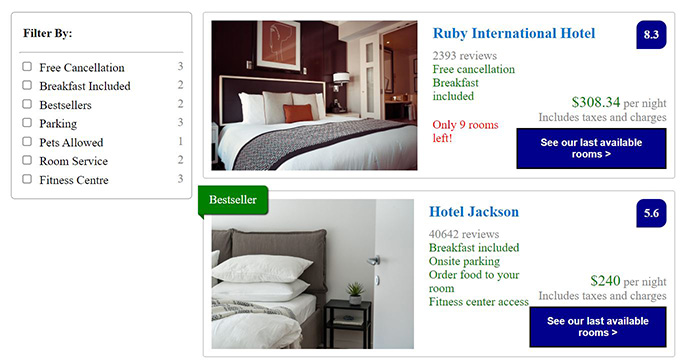 Filter By:
Free Cancellation 3
Breakfast Included 2
Bestsellers 2
Parking 3
Pets Allowed 1
Room Service 2
Fitness Centre 3
Ruby International Hotel
8.3
2393 reviews
Free cancellation
Breakfast
included
Only 9 rooms
left!
$308.34 per night
Includes taxes and charges
See our last available
rooms >
Bestseller
Hotel Jackson
5.6
40642 reviews
Breakfast included
Onsite parking
Order food to your
room
Fitness center access
$240 per night
Includes taxes and charges
See our last available
rooms >